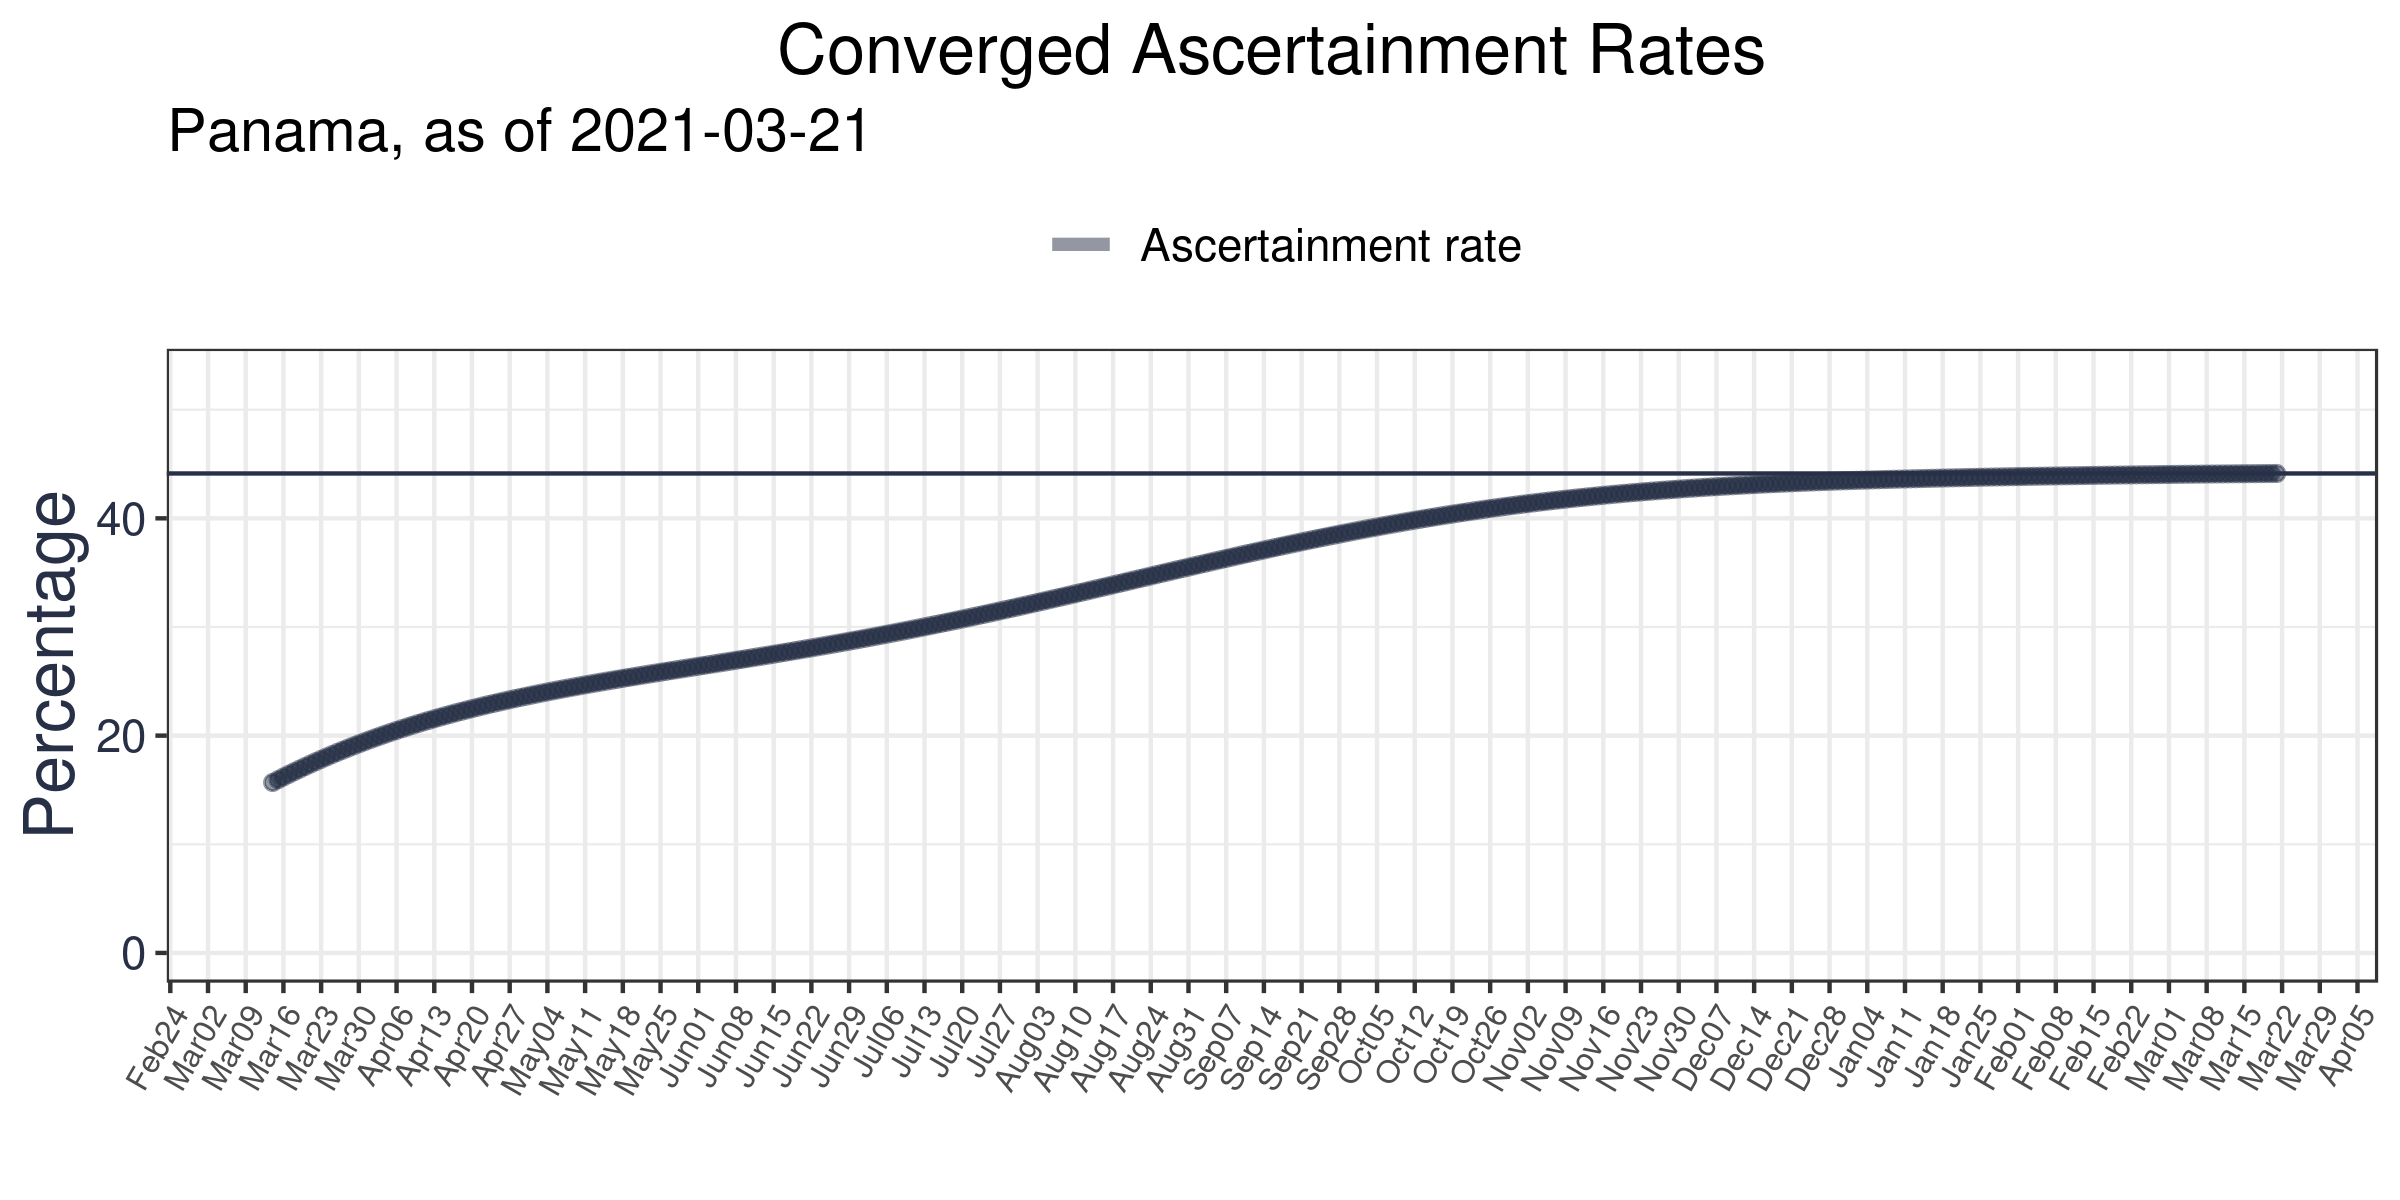 Converged Ascertainment Rates
Panama, as of 2021-03-21
Ascertainment rate
Percentage
40
20
0
Feb24 Mar02 Mar09 Mar16 Mar23 Mar30 Apr06 Apr13 Apr20 Apr27 May04 May11 May18 May25 Jun01 Jun08 Jun15 Jun22 Jun29 Jul06 Jul13 Jul20 Jul27 Aug03 Aug10 Aug17 Aug24 Aug31 Sep07 Sep14 Sep21 Sep28 Oct05 Oct12 Oct19 Oct26 Nov02 Nov09 Nov16 Nov23 Nov30 Dec07 Dec14 Dec21 Dec28 Jan04 Jan11 Jan18 Jan25 Feb01 Feb08 Feb15 Feb22 Mar01 Mar08 Mar15 Mar22 Mar29 Apr05